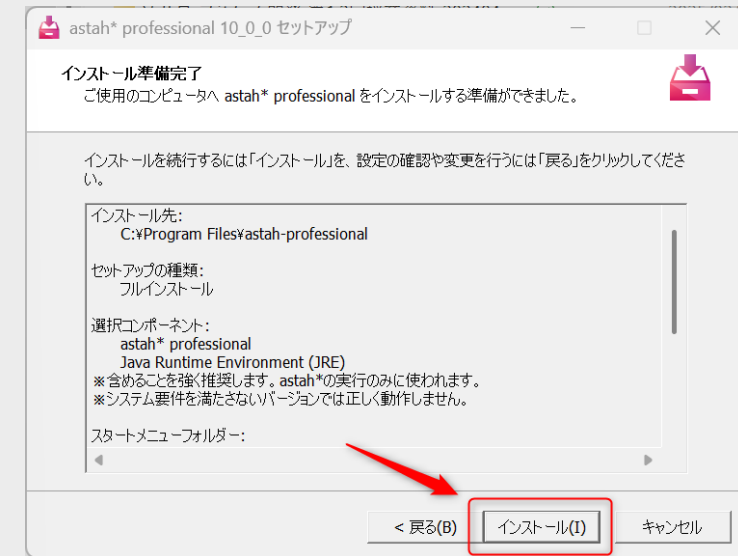 astah* professional 10_0_0 セットアップ
インストール準備完了
ご使用のコンピュータへ astah* professional をインストールする準備ができました。
インストールを続行するには「インストール」を、設定の確認や変更を行うには「戻る」をクリックしてくださ
い。
インストール先:
C:¥Program Files¥astah-professional
セットアップの種類:
フルインストール
選択コンポーネント:
astah* professional
Java Runtime Environment (JRE)
※含めることを強く推奨します。astah*の実行のみに使われます。
※システム要件を満たさないバージョンでは正しく動作しません。
スタートメニューフォルダー:
< 戻る(B) インストール(I) キャンセル